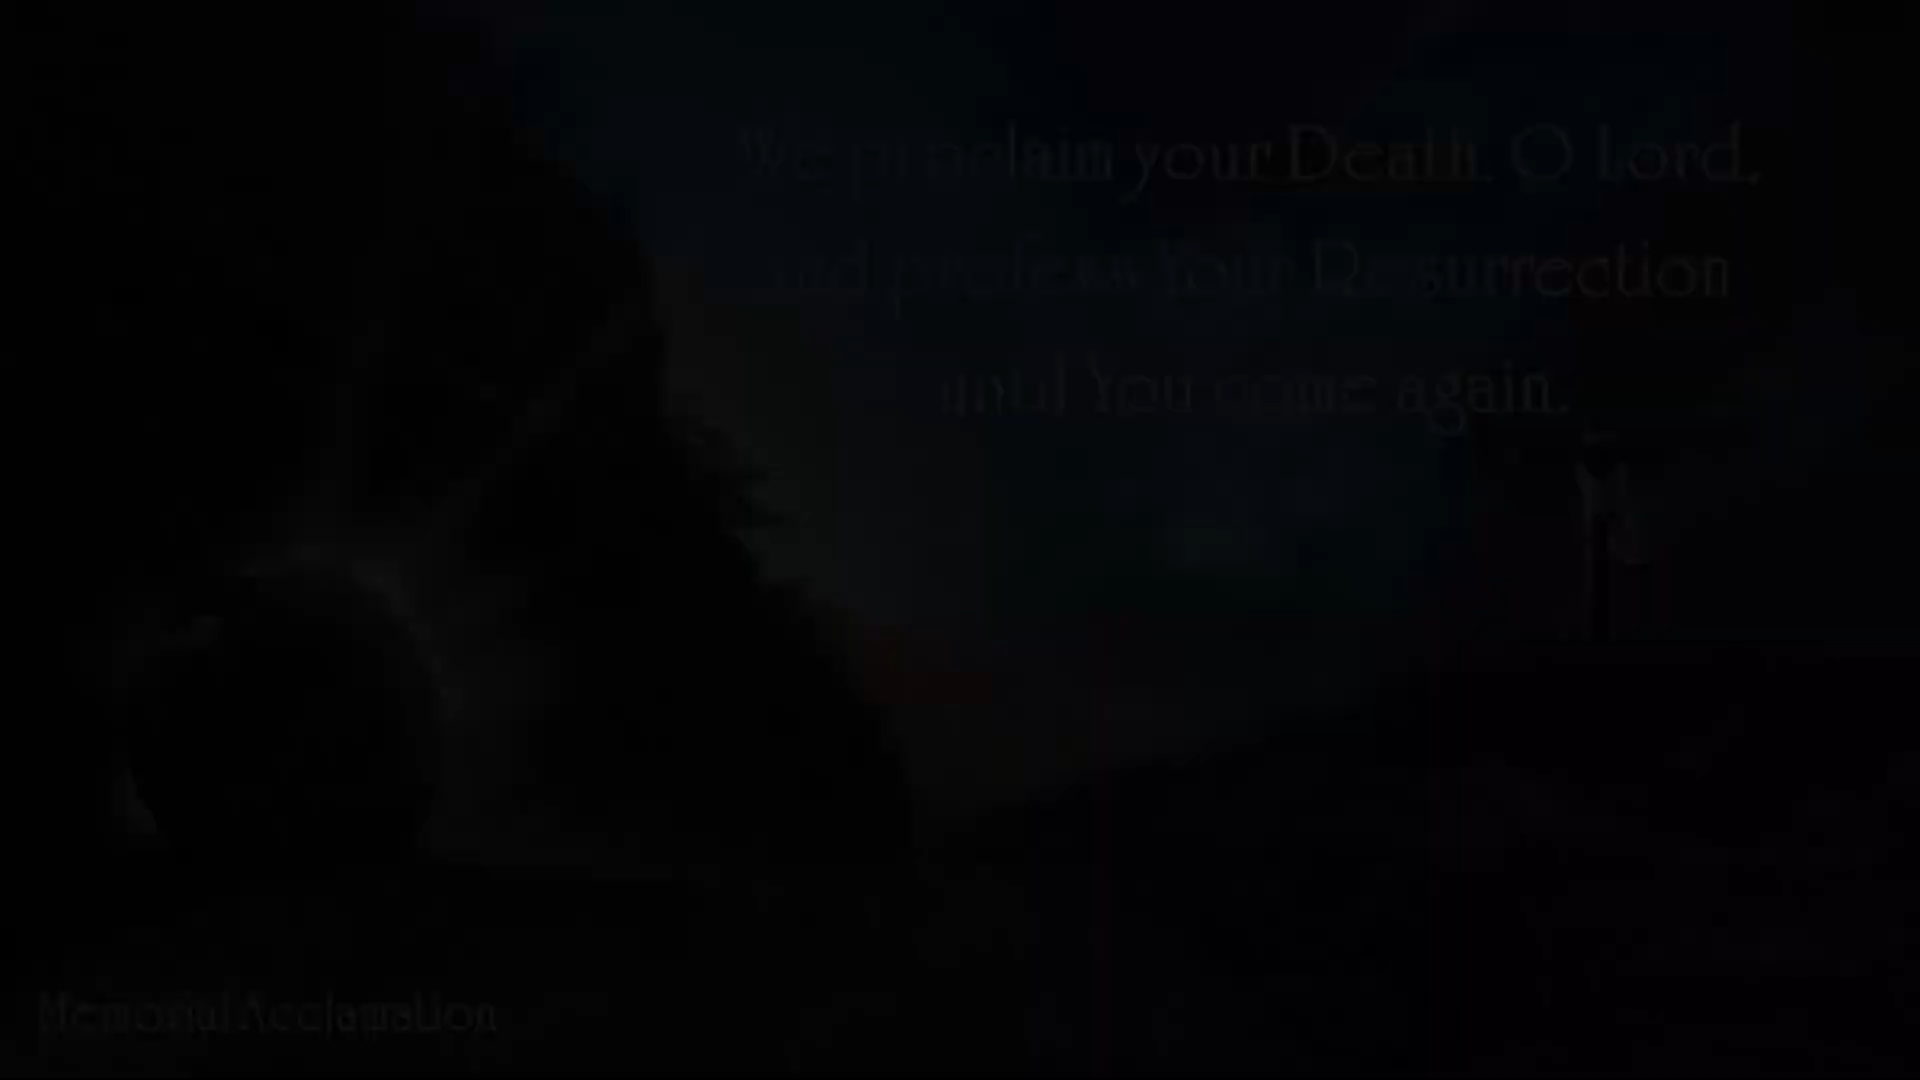 We proclaim your Death, O Lord,
and profess Your Resurrection
until You come again.
Memorial Acclamation